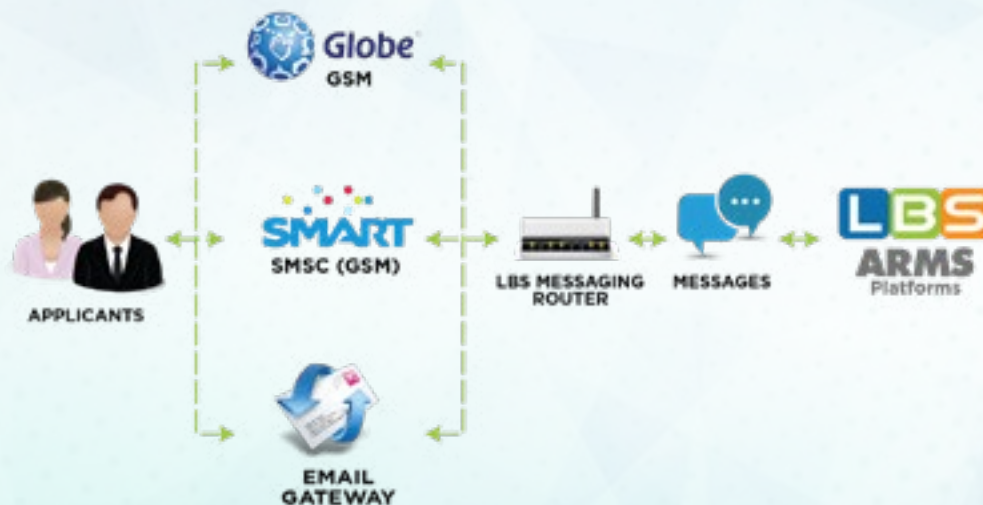 Globe
GSM
SMART
SMSC (GSM)
APPLICANTS
LBS MESSAGING
ROUTER
MESSAGES
LBS
ARMS
Platforms
EMAIL
GATEWAY